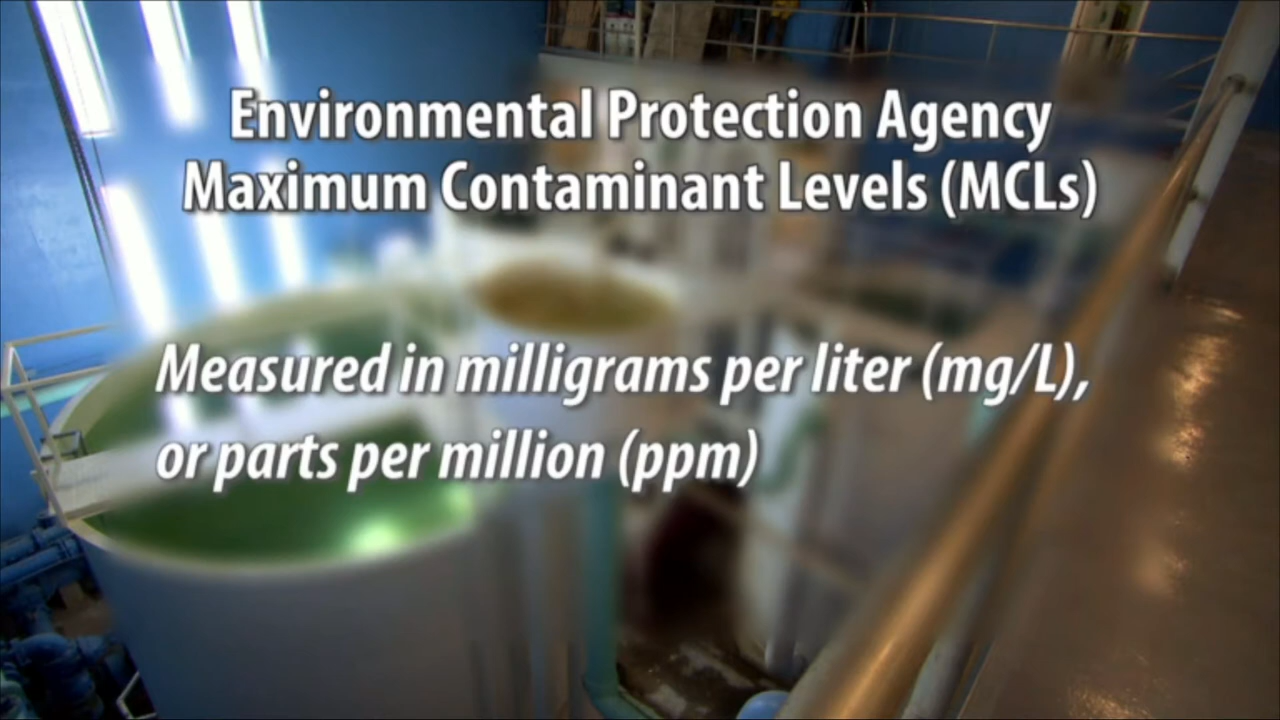 Environmental Protection Agency
Maximum Contaminant Levels (MCLs)
Measured in milligrams per liter (mg/L),
or parts per million (ppm)